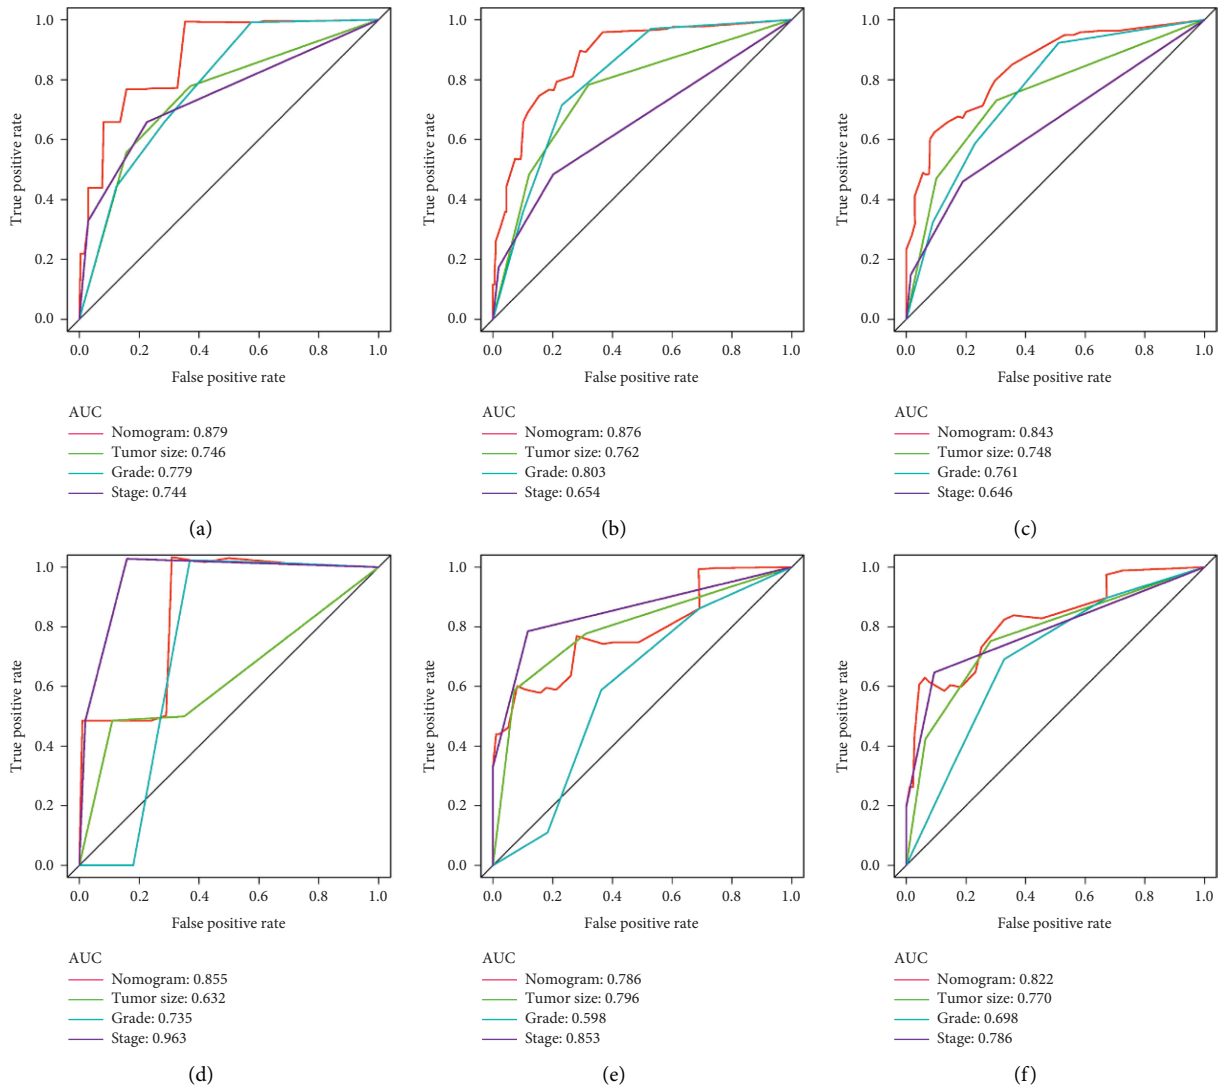 1.0
0.8
0.6
0.4
0.2
0.0
True positive rate
0.0 0.2 0.4 0.6 0.8 1.0
False positive rate
AUC
Nomogram: 0.879
Tumor size: 0.746
Grade: 0.779
Stage: 0.744
(a)
1.0
0.8
0.6
0.4
0.2
0.0
True positive rate
0.0 0.2 0.4 0.6 0.8 1.0
False positive rate
AUC
Nomogram: 0.876
Tumor size: 0.762
Grade: 0.803
Stage: 0.654
(b)
1.0
0.8
0.6
0.4
0.2
0.0
True positive rate
0.0 0.2 0.4 0.6 0.8 1.0
False positive rate
AUC
Nomogram: 0.843
Tumor size: 0.748
Grade: 0.761
Stage: 0.646
(c)
1.0
0.8
0.6
0.4
0.2
0.0
True positive rate
0.0 0.2 0.4 0.6 0.8 1.0
False positive rate
AUC
Nomogram: 0.855
Tumor size: 0.632
Grade: 0.735
Stage: 0.963
(d)
1.0
0.8
0.6
0.4
0.2
0.0
True positive rate
0.0 0.2 0.4 0.6 0.8 1.0
False positive rate
AUC
Nomogram: 0.786
Tumor size: 0.796
Grade: 0.598
Stage: 0.853
(e)
1.0
0.8
0.6
0.4
0.2
0.0
True positive rate
0.0 0.2 0.4 0.6 0.8 1.0
False positive rate
AUC
Nomogram: 0.822
Tumor size: 0.770
Grade: 0.698
Stage: 0.786
(f)